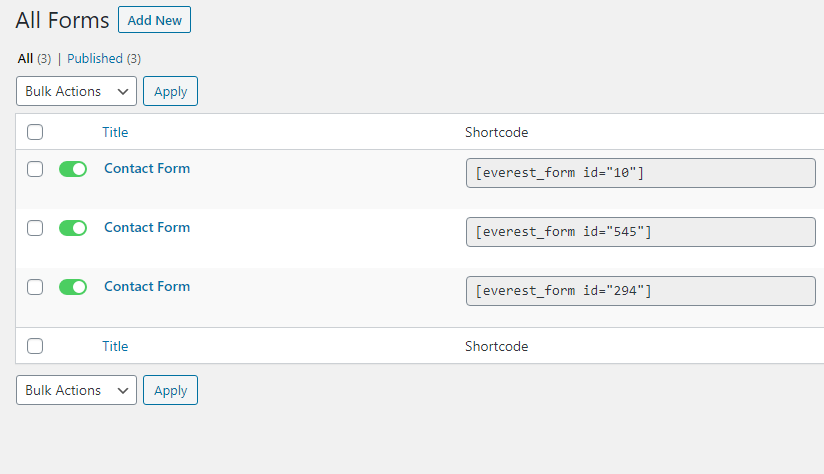 All Forms Add New
All (3) | Published (3)
Bulk Actions Apply
Title Shortcode
Contact Form [everest_form id="10"]
Contact Form [everest_form id="545"]
Contact Form [everest_form id="294"]
Title Shortcode
Bulk Actions Apply